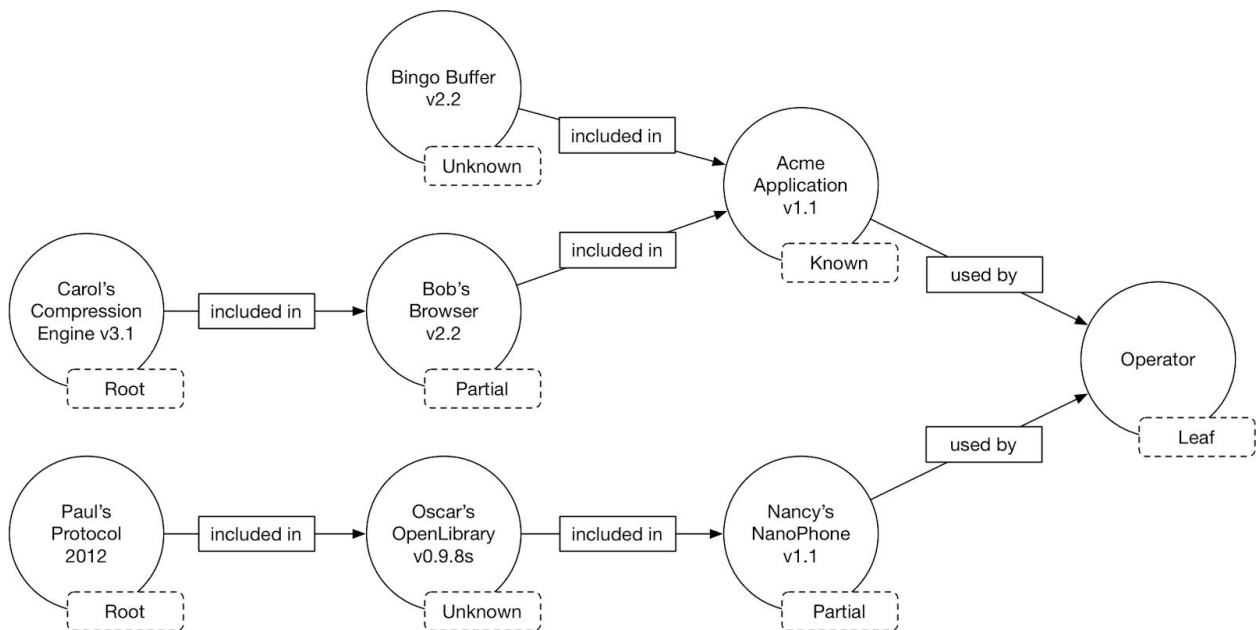 Bingo Buffer
v2.2
Unknown
included in
Acme
Application
v1.1
Known
Carol's
Compression
Engine v3.1
Root
included in
Bob's
Browser
v2.2
Partial
included in
used by
Operator
Leaf
Paul's
Protocol
2012
Root
included in
Oscar's
OpenLibrary
v0.9.8s
Unknown
included in
Nancy's
NanoPhone
v1.1
Partial
used by